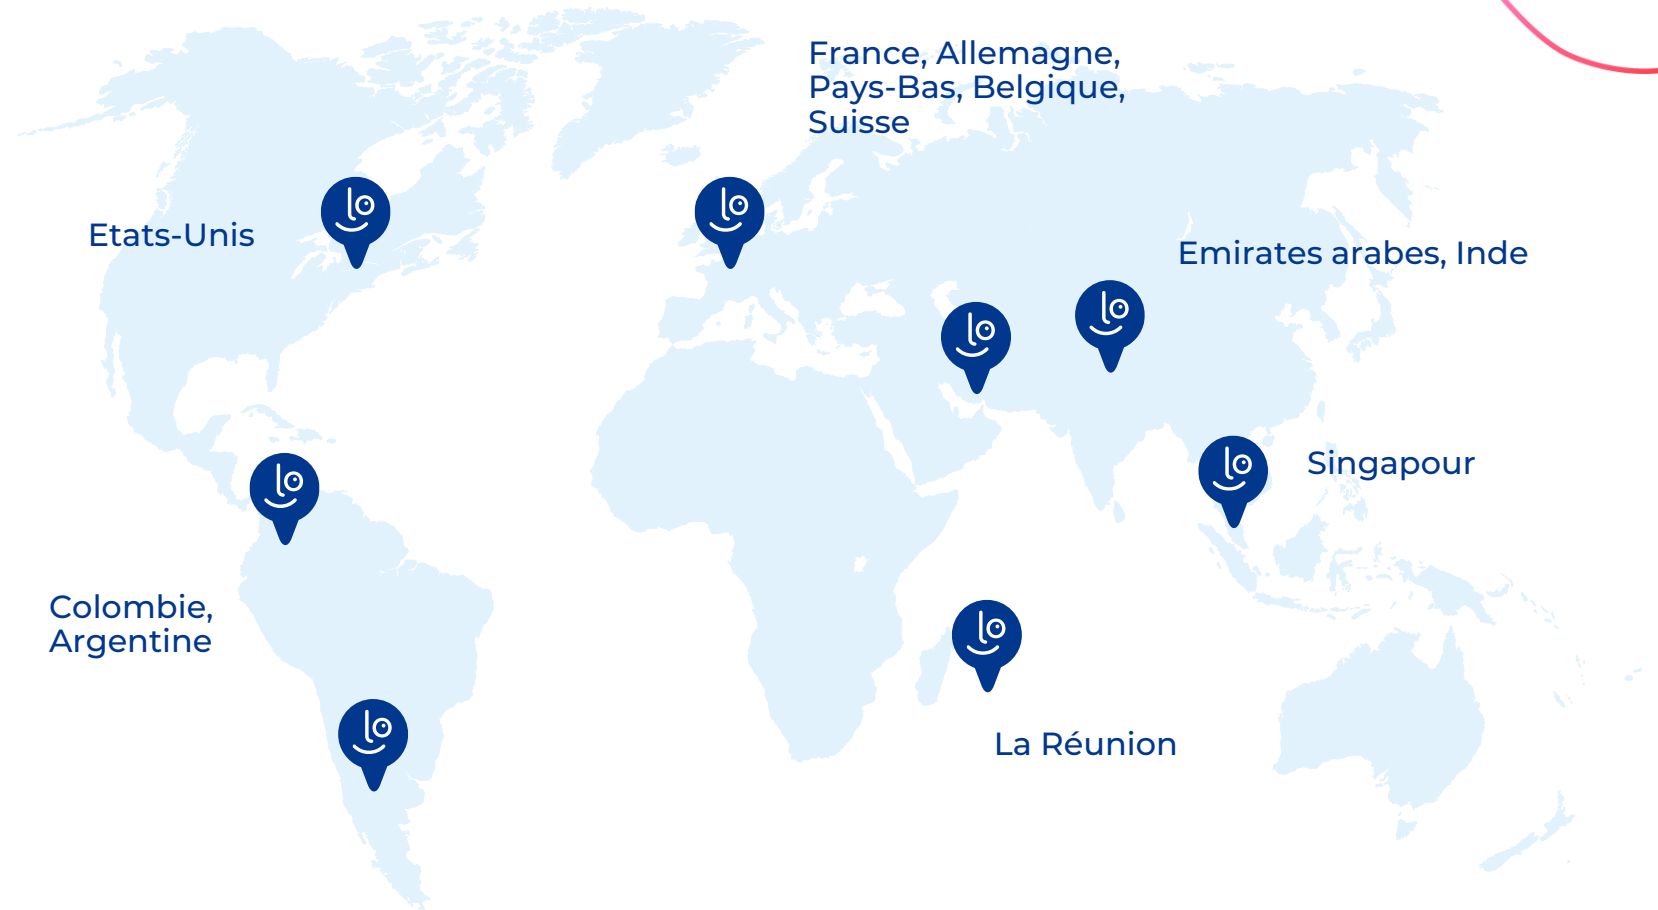 France, Allemagne,
Pays-Bas, Belgique,
Suisse
Etats-Unis
Emirates arabes, Inde
Singapour
Colombie,
Argentine
La Réunion